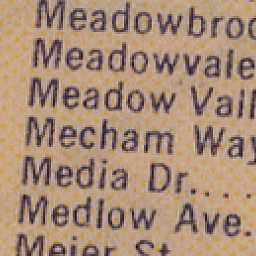 Meadowbroo
Meadowvale
Meadow Vall
Mecham Way
Media Dr....
Medlow Ave.
Meier St